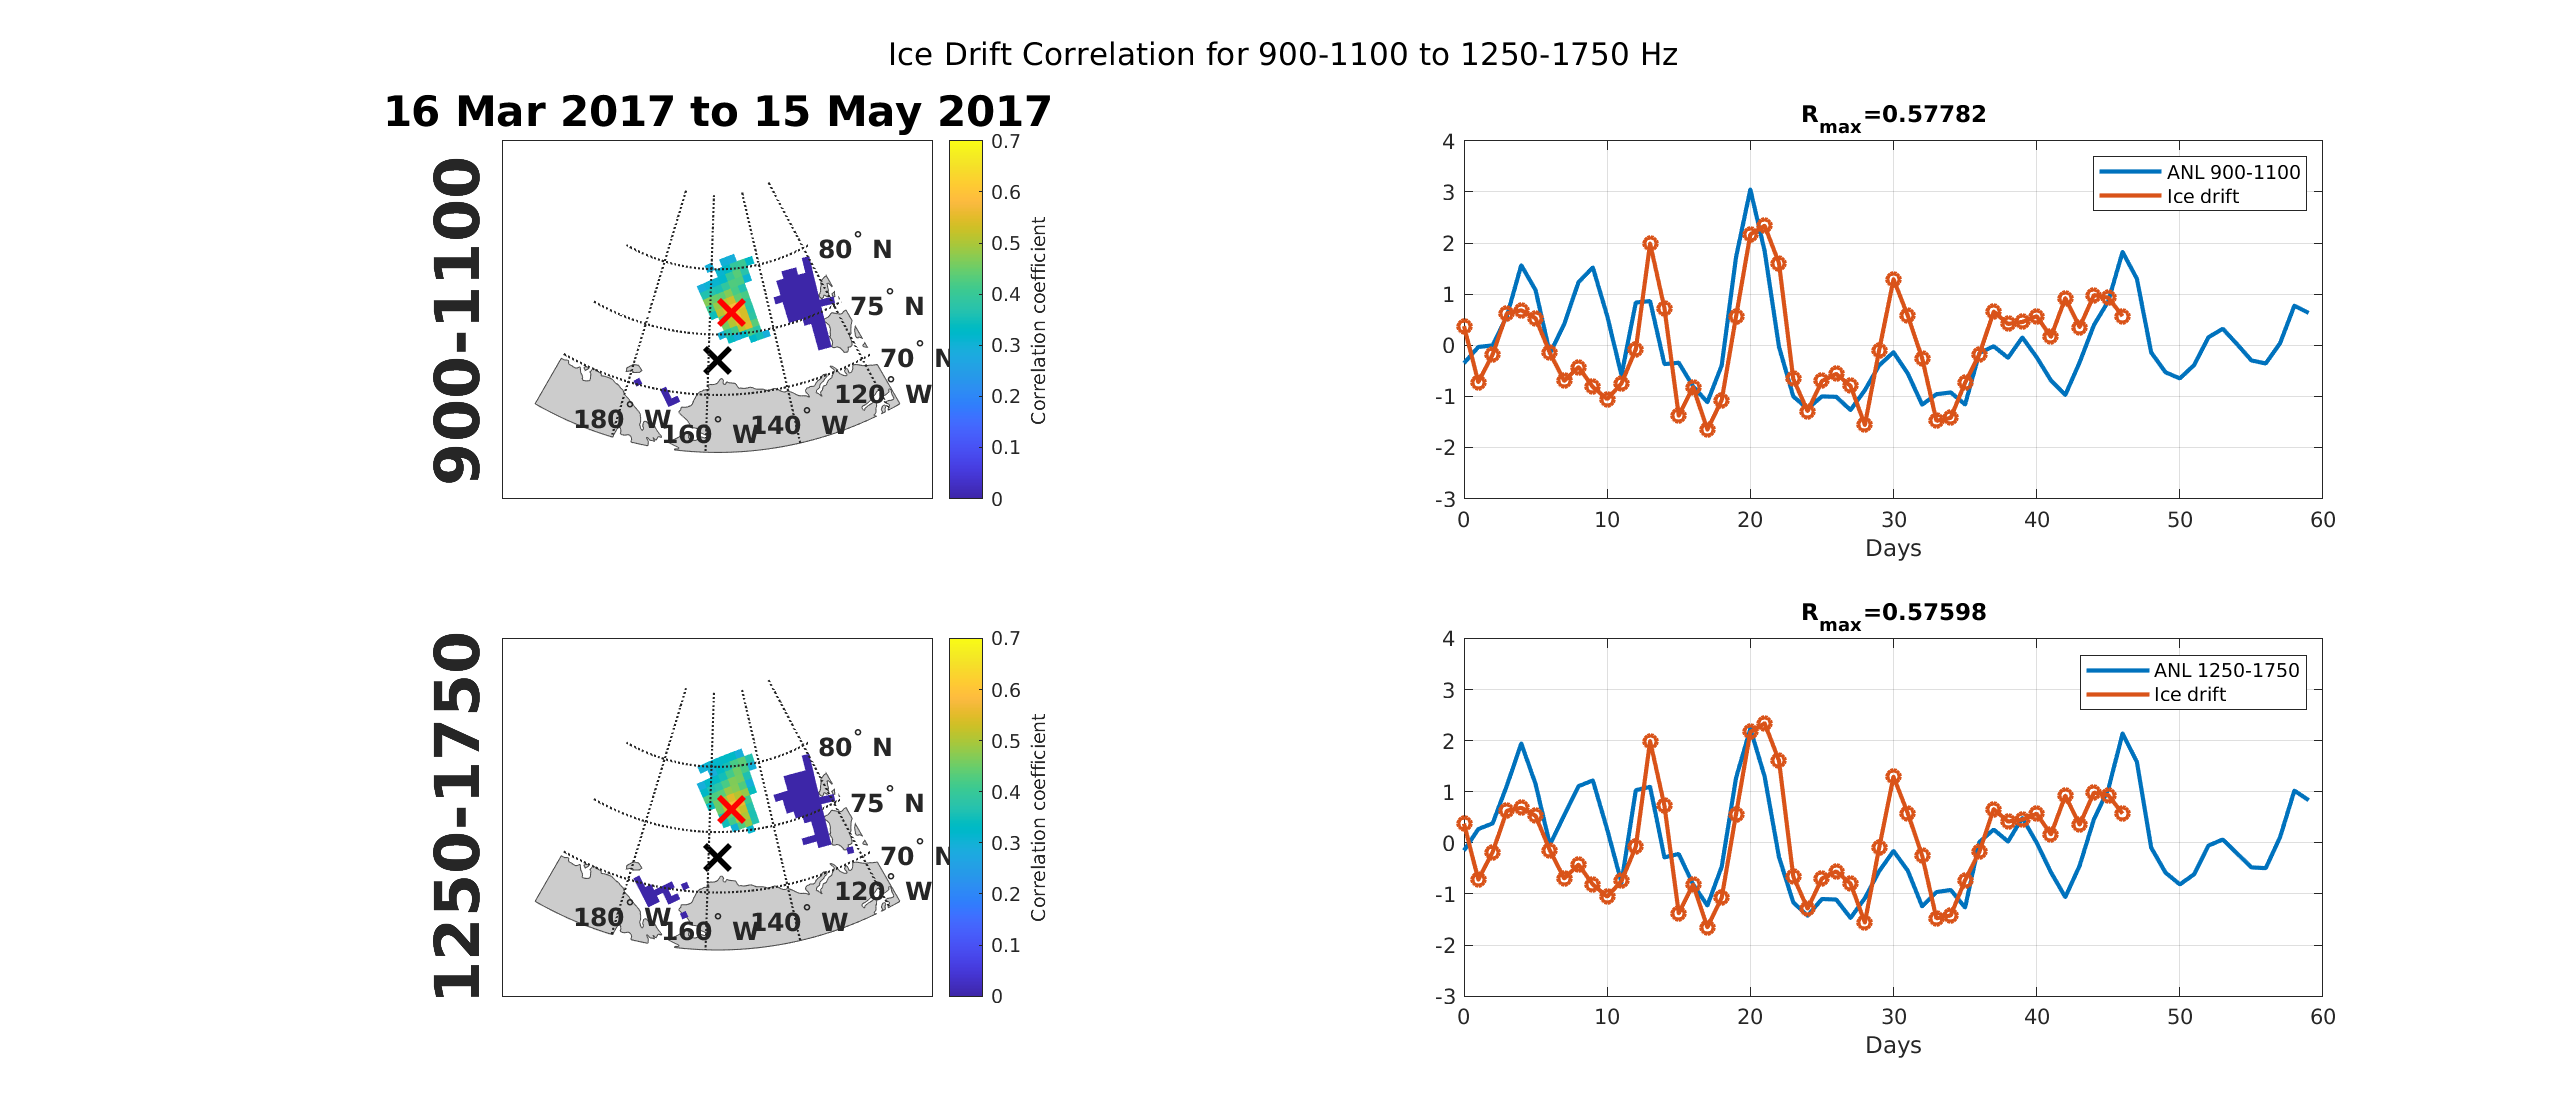 Ice Drift Correlation for 900-1100 to 1250-1750 Hz
16 Mar 2017 to 15 May 2017
900-1100
80° N
75° N
70° N
120° W
180° W
160° W
140° W
0.7
0.6
0.5
0.4
0.3
0.2
0.1
0
Correlation coefficient
Rmax=0.57782
4
3
2
1
0
-1
-2
-3
0 10 20 30 40 50 60
Days
ANL 900-1100
Ice drift
1250-1750
80° N
75° N
70° N
120° W
180° W
160° W
140° W
0.7
0.6
0.5
0.4
0.3
0.2
0.1
0
Correlation coefficient
Rmax=0.57598
4
3
2
1
0
-1
-2
-3
0 10 20 30 40 50 60
Days
ANL 1250-1750
Ice drift